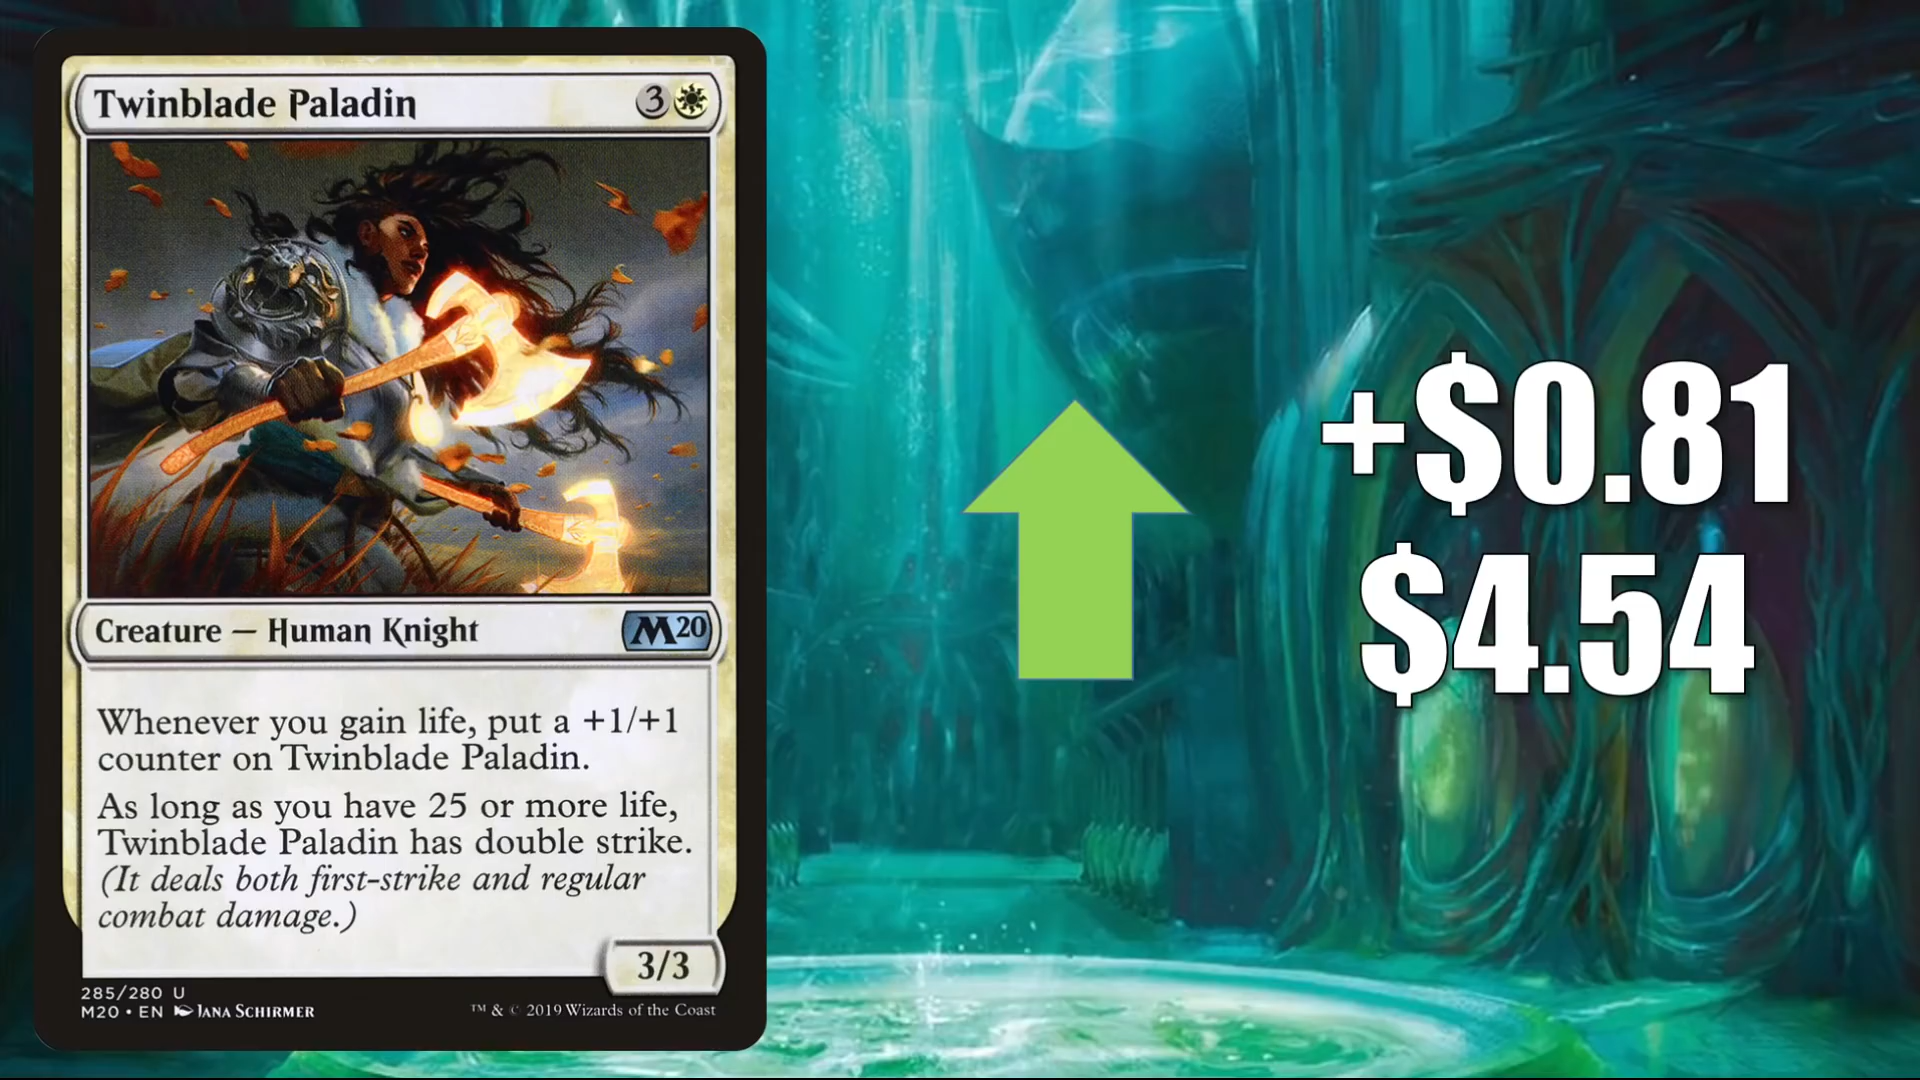 Twinblade Paladin 3
Creature — Human Knight M20
Whenever you gain life, put a +1/+1
counter on Twinblade Paladin.
As long as you have 25 or more life,
Twinblade Paladin has double strike.
(It deals both first-strike and regular
combat damage.)
3/3
285/280 U
M20 • EN Jana Schirmer
™ & © 2019 Wizards of the Coast
+$0.81
$4.54